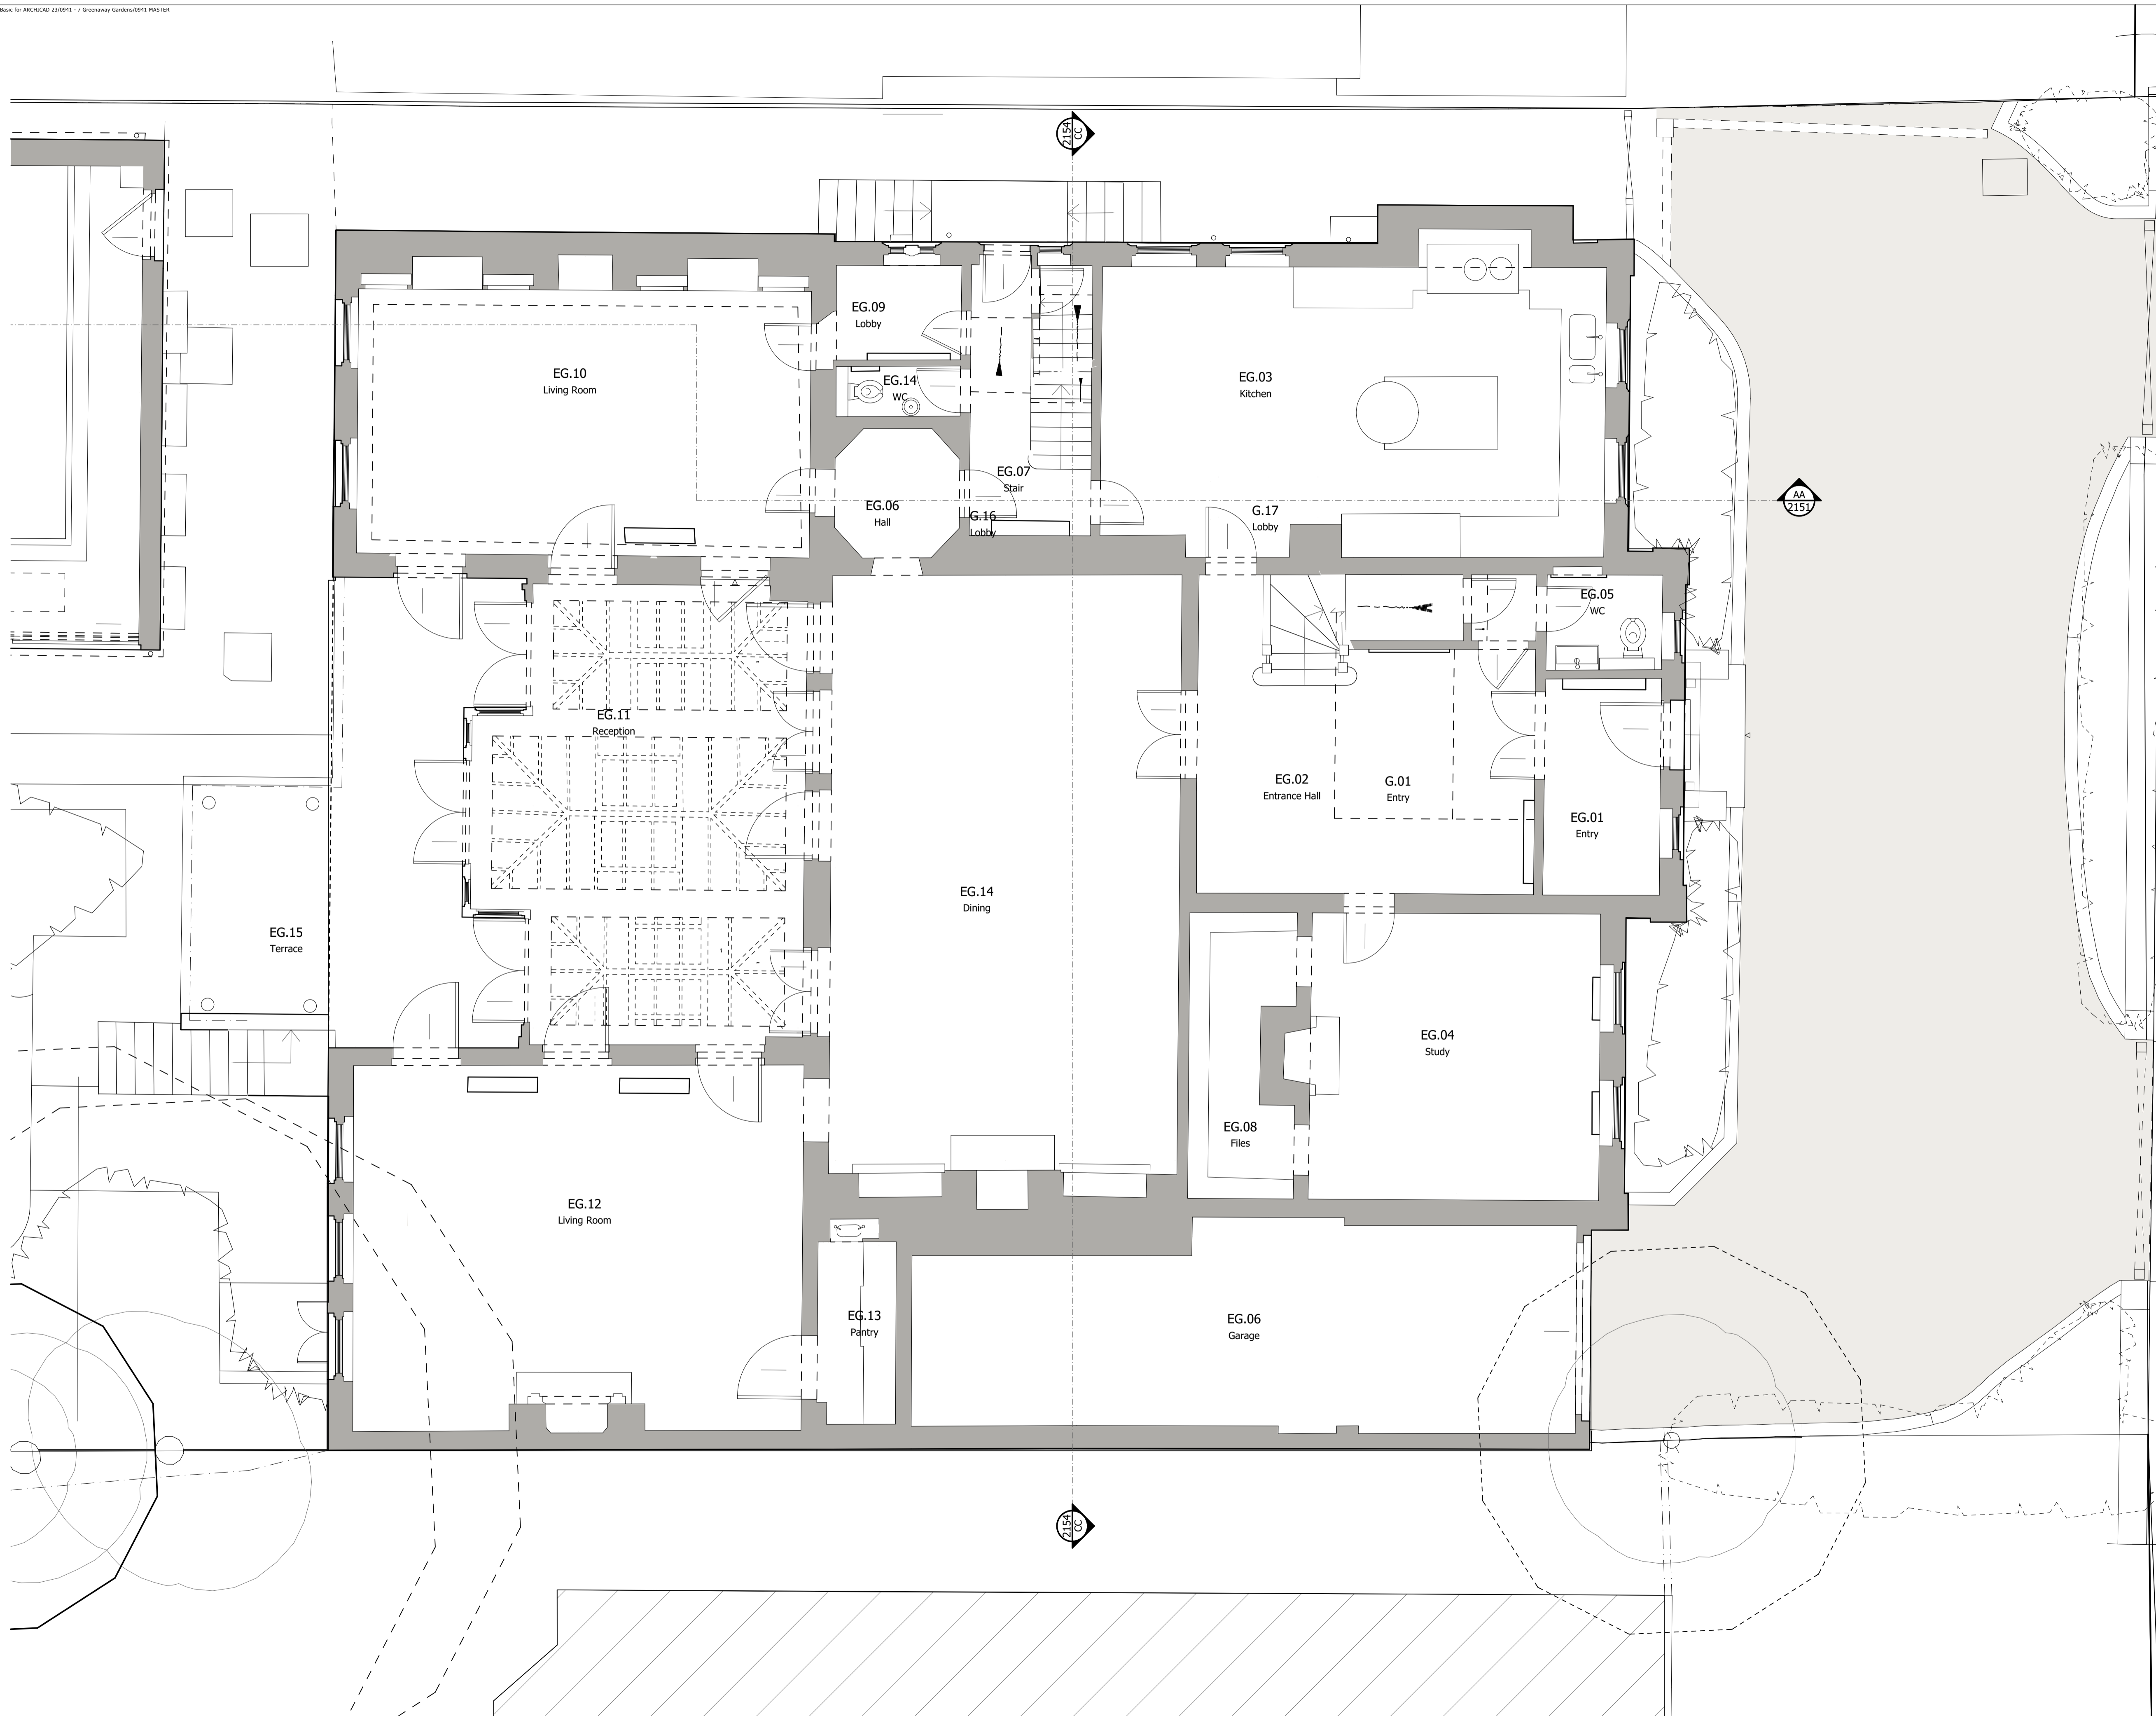 Basic for ARCHICAD 23/0941 - 7 Greenaway Gardens/0941 MASTER
2154
CC
EG.09
Lobby
EG.10
Living Room
EG.14
WC
EG.03
Kitchen
EG.07
Stair
EG.06
Hall
G.16
Lobby
G.17
Lobby
AA
2151
EG.05
WC
EG.11
Reception
EG.02
Entrance Hall
G.01
Entry
EG.01
Entry
EG.14
Dining
EG.15
Terrace
EG.04
Study
EG.08
Files
EG.12
Living Room
EG.13
Pantry
EG.06
Garage
2154
CC